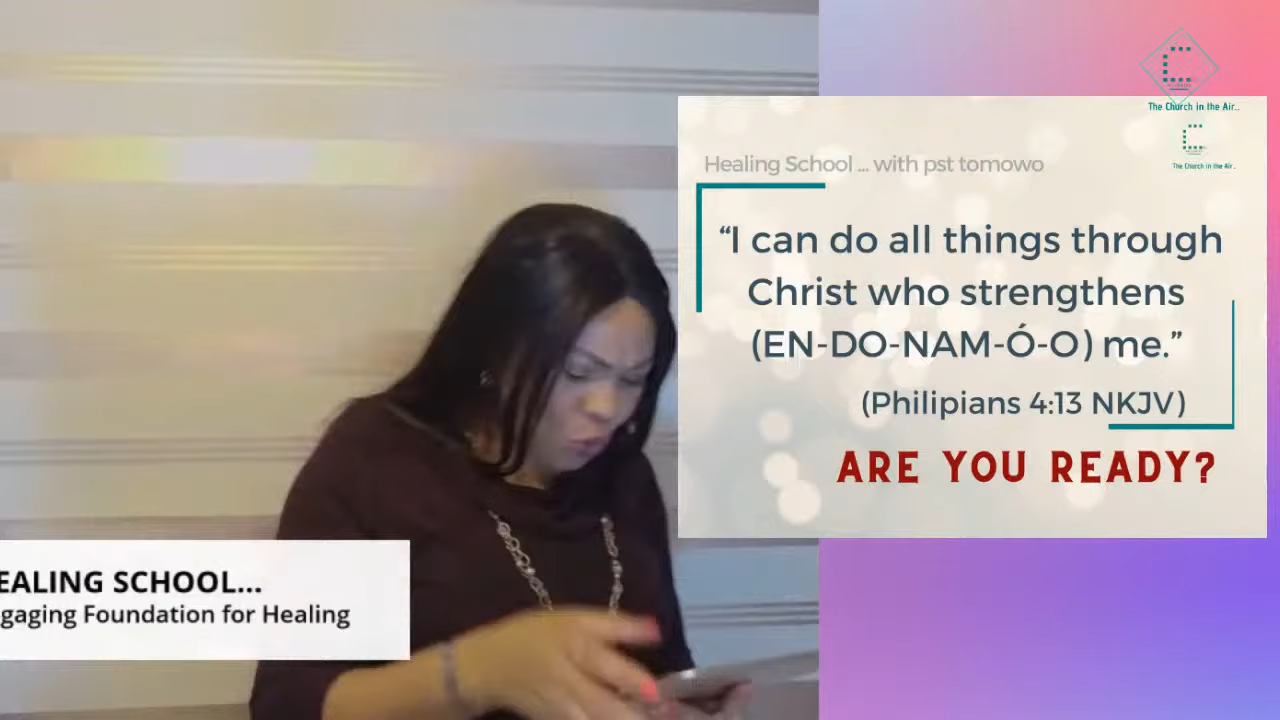 The Church in the Air..
The Church in the Air..
Healing School ... with pst tomowo
“I can do all things through
Christ who strengthens
(EN-DO-NAM-Ó-O) me.”
(Philipians 4:13 NKJV)
ARE YOU READY?
EALING SCHOOL...
gaging Foundation for Healing